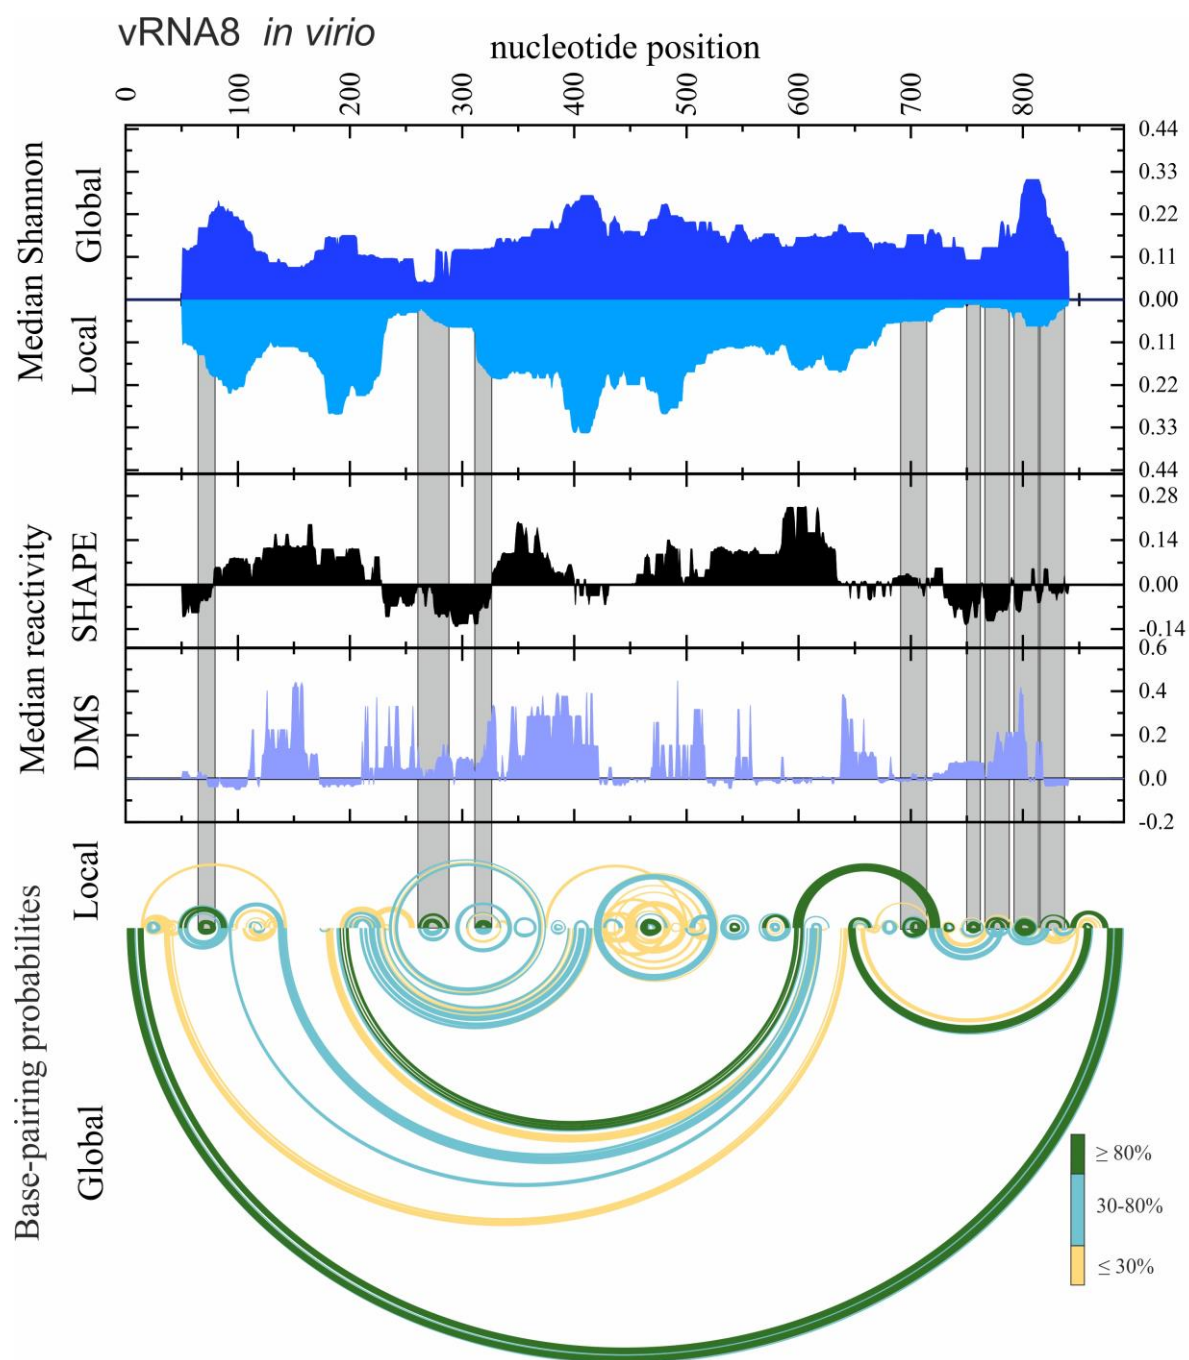 vRNA8 in virio
nucleotide position
0 100 200 300 400 500 600 700 800
Median Shannon
Global
Local
0.44
0.33
0.22
0.11
0.00
0.11
0.22
0.33
0.44
Median reactivity
SHAPE
0.28
0.14
0.00
-0.14
DMS
0.6
0.4
0.2
0.0
-0.2
Base-pairing probabilites
Local
Global
≥ 80%
30-80%
≤ 30%